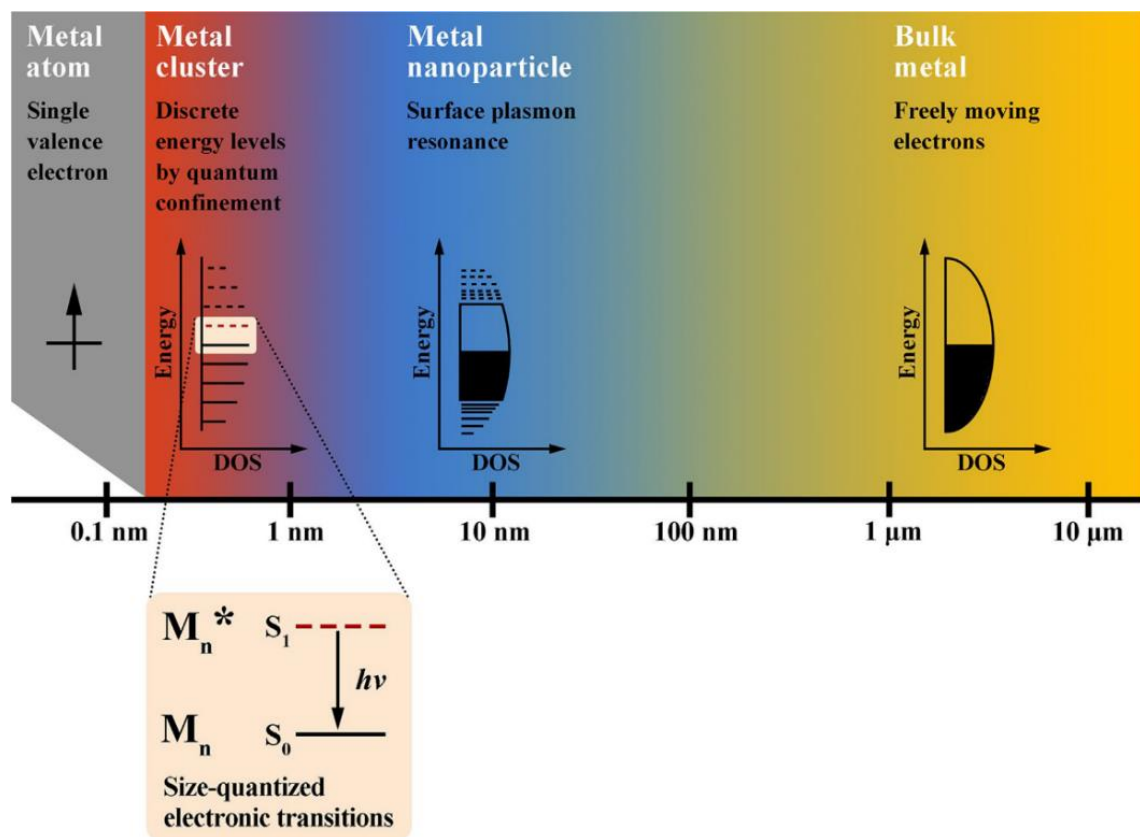 Metal
atom
Single
valence
electron
Metal
cluster
Discrete
energy levels
by quantum
confinement
Metal
nanoparticle
Surface plasmon
resonance
Bulk
metal
Freely moving
electrons
Energy
DOS
Energy
DOS
Energy
DOS
0.1 nm
1 nm
10 nm
100 nm
1 µm
10 µm
Mn*
S1
hν
Mn
S0
Size-quantized
electronic transitions